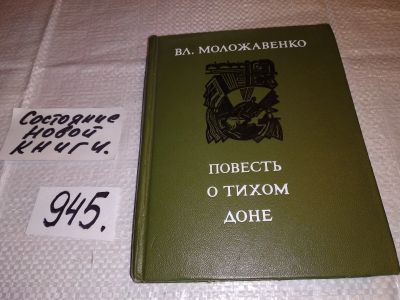 Состояние
новой
книги.
945.
ВЛ. МОЛОЖАВЕНКО
ПОВЕСТЬ
О ТИХОМ
ДОНЕ